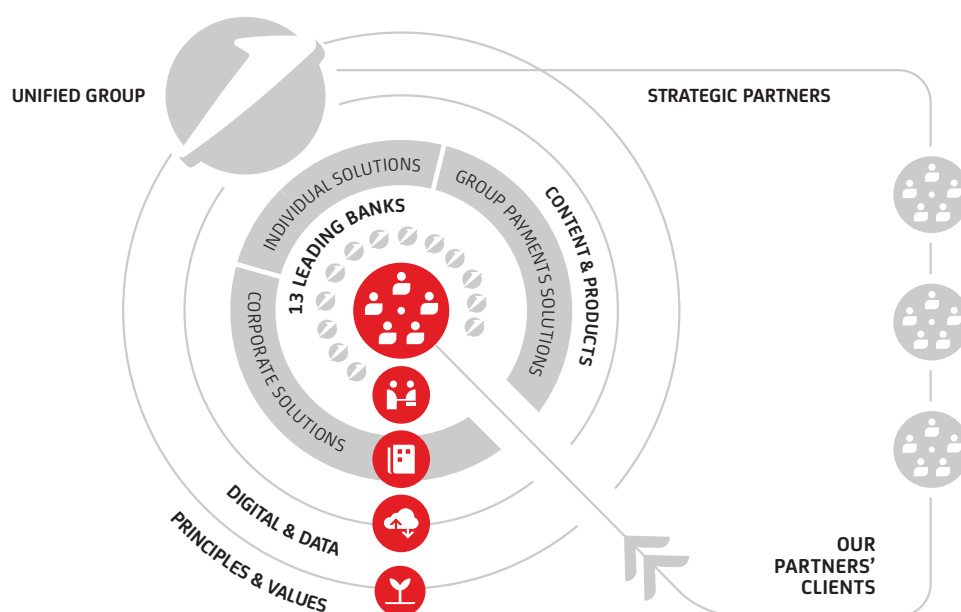 UNIFIED GROUP
STRATEGIC PARTNERS
INDIVIDUAL SOLUTIONS
GROUP PAYMENTS SOLUTIONS
CONTENT & PRODUCTS
13 LEADING BANKS
CORPORATE SOLUTIONS
DIGITAL & DATA
PRINCIPLES & VALUES
OUR
PARTNERS'
CLIENTS